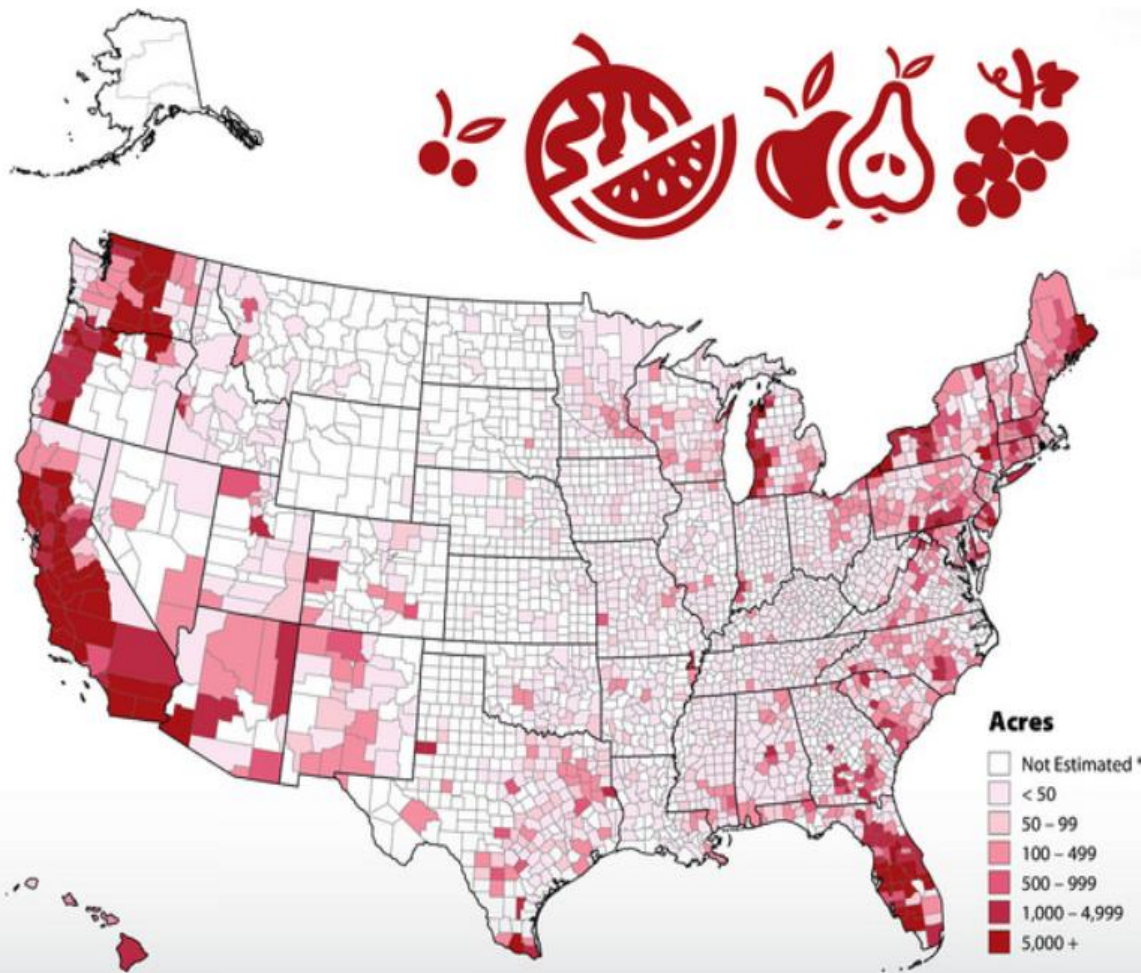 Acres
Not Estimated *
< 50
50 – 99
100 – 499
500 – 999
1,000 – 4,999
5,000 +